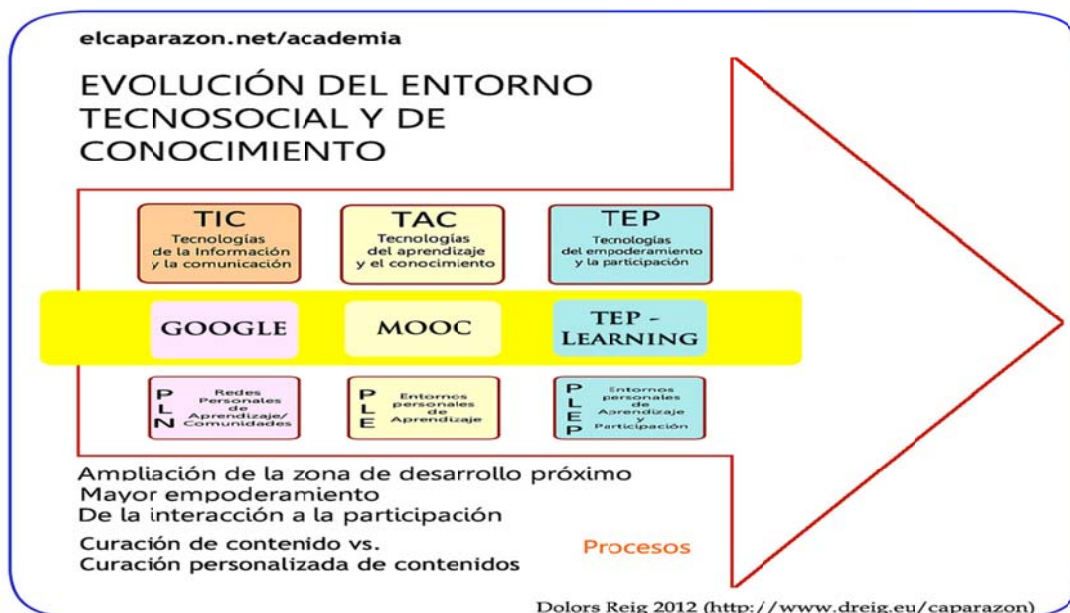 elcaparazon.net/academia
EVOLUCIÓN DEL ENTORNO
TECNOSOCIAL Y DE
CONOCIMIENTO
TIC
Tecnologías
de la Información
y la comunicación
TAC
Tecnologías
del aprendizaje
y el conocimiento
TEP
Tecnologías
del empoderamiento
y la participación
GOOGLE
MOOC
TEP -
LEARNING
PLN
Redes
Personales
de
Aprendizaje/
Comunidades
PLE
Entornos
personales
de
Aprendizaje
PLEP
Entornos
personales
de
Aprendizaje
y
Participación
Ampliación de la zona de desarrollo próximo
Mayor empoderamiento
De la interacción a la participación
Curación de contenido vs.
Curación personalizada de contenidos
Procesos
Dolors Reig 2012 (http://www.dreig.eu/caparazon)